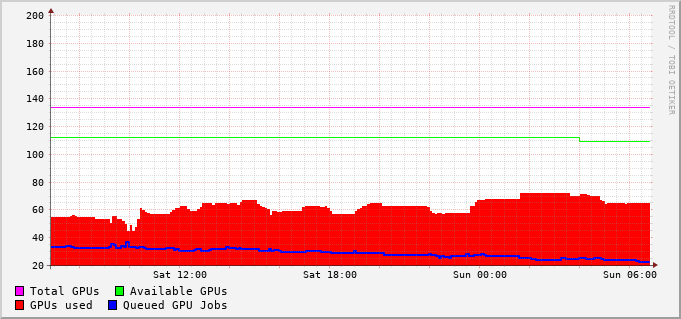 RRDTOOL / TOBI OETIKER
200
180
160
140
120
100
80
60
40
20
Sat 12:00 Sat 18:00 Sun 00:00 Sun 06:00
Total GPUs Available GPUs
GPUs used Queued GPU Jobs